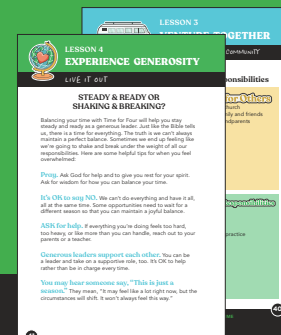 LESSON 3
TOGETHER
COMMUNITY
LESSON 4
EXPERIENCE GENEROSITY
LIVE IT OUT
STEADY & READY OR
SHAKING & BREAKING?
Balancing your time with Time for Four will help you stay
steady and ready as a generous leader. Just like the Bible tells
us, there is a time for everything. The truth is we can't always
maintain a perfect balance. Sometimes we end up feeling like
we're going to shake and break under the weight of all our
responsibilities. Here are some helpful tips for when you feel
overwhelmed:
Pray. Ask God for help and to give you rest for your spirit.
Ask for wisdom for how you can balance your time.
It's OK to say NO. We can't do everything and have it all,
all at the same time. Some opportunities need to wait for a
different season so that you can maintain a joyful balance.
ASK for help. If everything you're doing feels too hard,
too heavy, or like more than you can handle, reach out to your
parents or a teacher.
Generous leaders support each other. You can be
a leader and take on a supportive role, too. It's OK to help
rather than be in charge every time.
You may hear someone say, "This is just a
season." They mean, "It may feel like a lot right now, but the
circumstances will shift. It won't always feel this way."
onsibilities
for Others
hurch
ily and friends
ndparents
practice
40